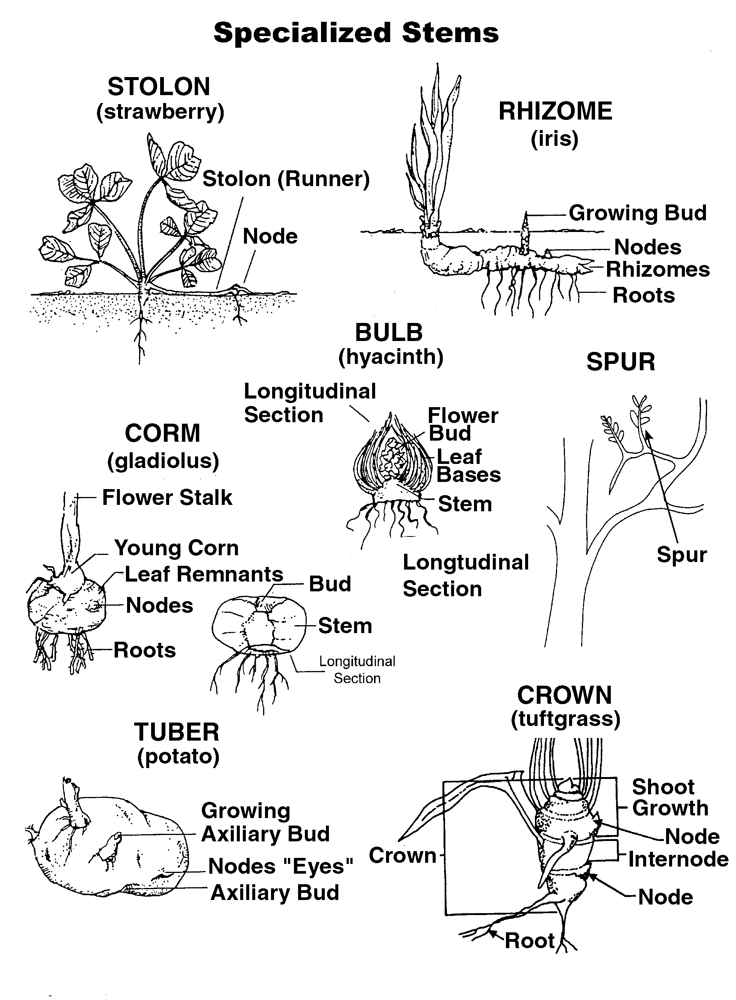 Specialized Stems
STOLON
(strawberry)
Stolon (Runner)
Node
RHIZOME
(iris)
Growing Bud
Nodes
Rhizomes
Roots
BULB
(hyacinth)
Longitudinal
Section
Flower
Bud
Leaf
Bases
Stem
Longtudinal
Section
SPUR
Spur
CORM
(gladiolus)
Flower Stalk
Young Corn
Leaf Remnants
Nodes
Roots
Bud
Stem
Longitudinal
Section
TUBER
(potato)
Growing
Axiliary Bud
Nodes "Eyes"
Axiliary Bud
CROWN
(tuftgrass)
Shoot
Growth
Node
Internode
Node
Crown
Root